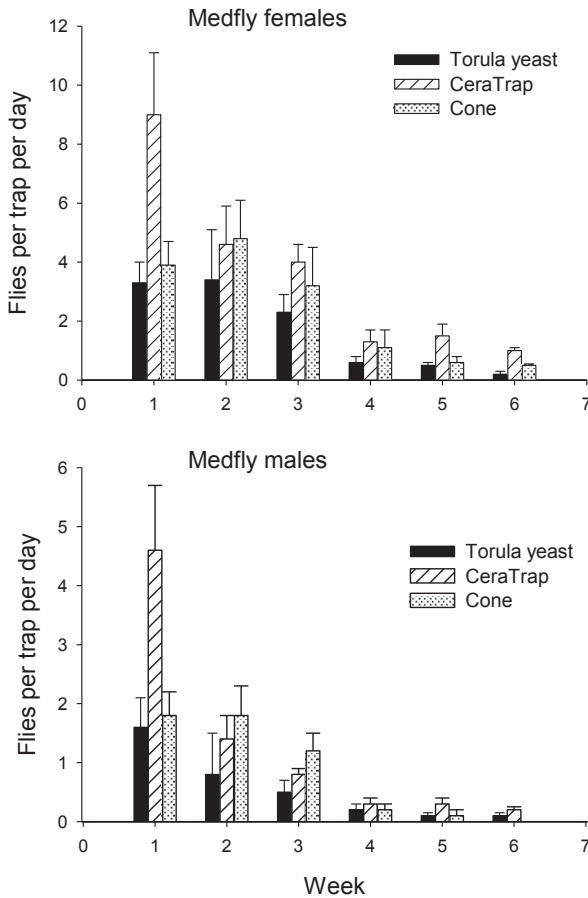 Medfly females
Torula yeast
CeraTrap
Cone
Flies per trap per day
12
10
8
6
4
2
0
0 1 2 3 4 5 6 7
Medfly males
Torula yeast
CeraTrap
Cone
Flies per trap per day
6
5
4
3
2
1
0
0 1 2 3 4 5 6 7
Week